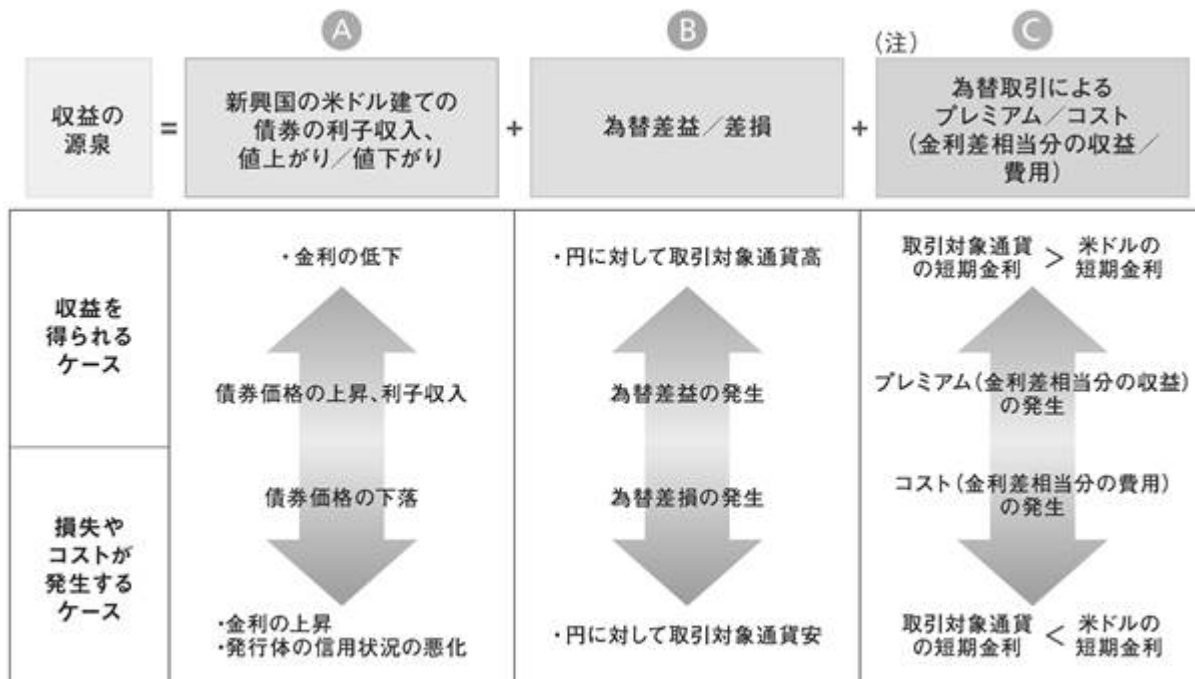 A
B
(注)
C
収益の
源泉
=
新興国の米ドル建ての
債券の利子収入、
値上がり／値下がり
+
為替差益／差損
+
為替取引による
プレミアム／コスト
(金利差相当分の収益／
費用)
収益を
得られる
ケース
・金利の低下
債券価格の上昇、利子収入
・円に対して取引対象通貨高
為替差益の発生
取引対象通貨
の短期金利
>
米ドルの
短期金利
プレミアム(金利差相当分の収益)
の発生
損失や
コストが
発生する
ケース
債券価格の下落
・金利の上昇
・発行体の信用状況の悪化
為替差損の発生
・円に対して取引対象通貨安
コスト(金利差相当分の費用)
の発生
取引対象通貨
の短期金利
<
米ドルの
短期金利